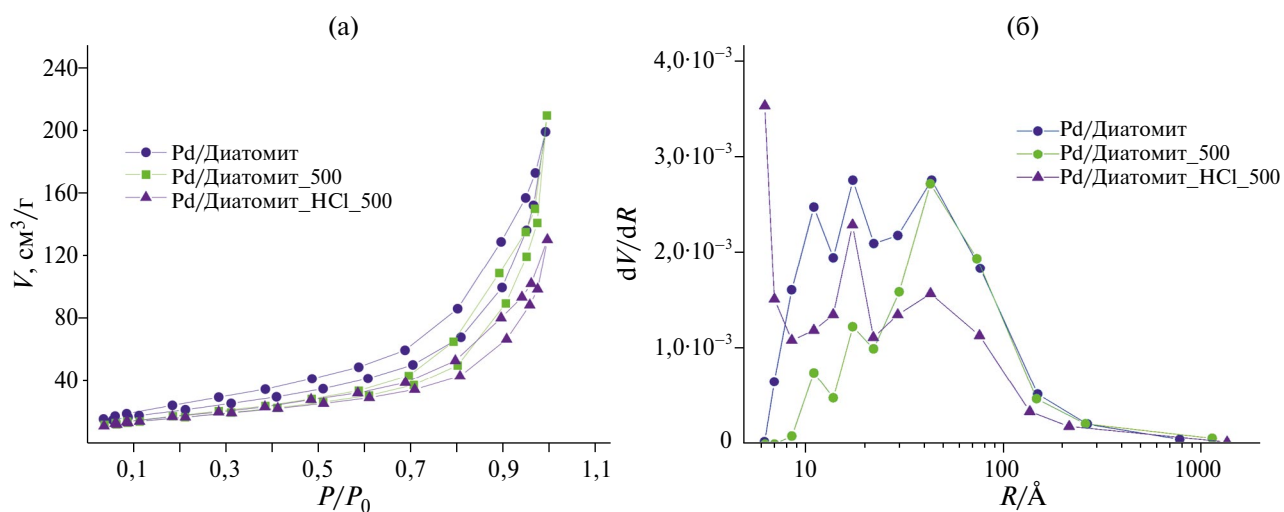 (а)
V, см³/г
240
200
160
120
80
40
Pd/Диатомит
Pd/Диатомит_500
Pd/Диатомит_HCl_500
0,1 0,3 0,5 0,7 0,9 1,1
P/P₀
(б)
dV/dR
4,0·10⁻³
3,0·10⁻³
2,0·10⁻³
1,0·10⁻³
0
Pd/Диатомит
Pd/Диатомит_500
Pd/Диатомит_HCl_500
10 100 1000
R/Å